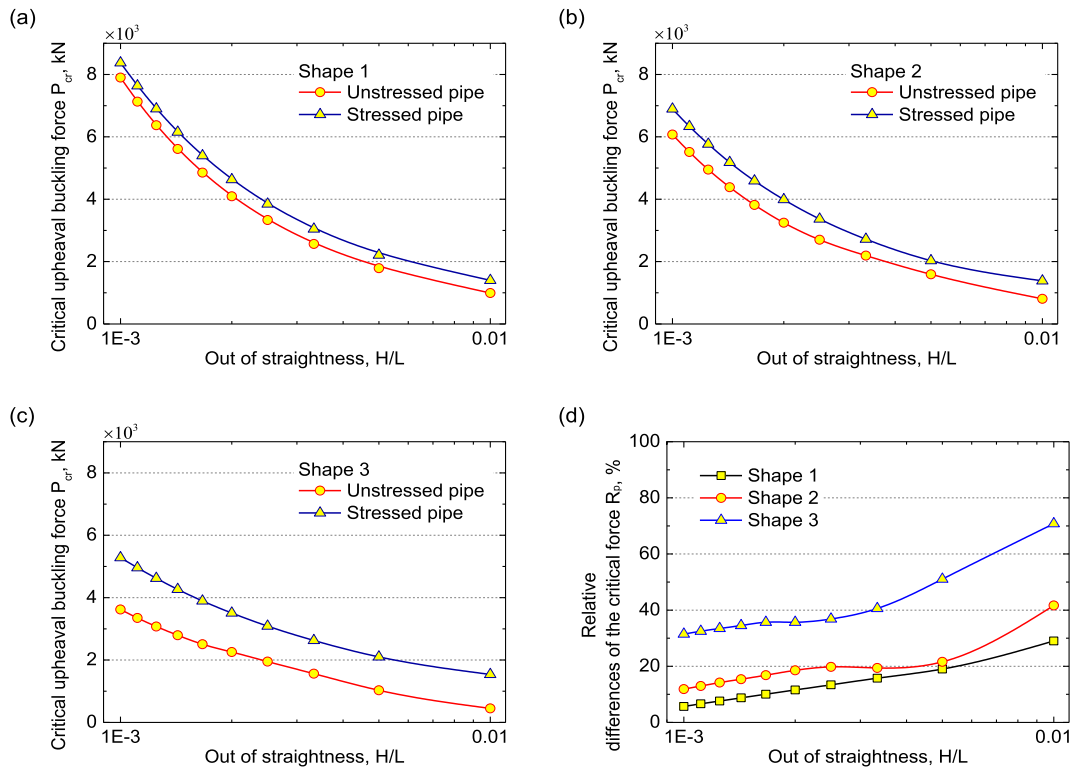 (a)
×10³
Critical upheaval buckling force P_cr, kN
8
6
4
2
0
Shape 1
Unstressed pipe
Stressed pipe
1E-3
0.01
Out of straightness, H/L
(b)
×10³
Critical upheaval buckling force P_cr, kN
8
6
4
2
0
Shape 2
Unstressed pipe
Stressed pipe
1E-3
0.01
Out of straightness, H/L
(c)
×10³
Critical upheaval buckling force P_cr, kN
8
6
4
2
0
Shape 3
Unstressed pipe
Stressed pipe
1E-3
0.01
Out of straightness, H/L
(d)
Relative
differences of the critical force R_p, %
100
80
60
40
20
0
Shape 1
Shape 2
Shape 3
1E-3
0.01
Out of straightness, H/L